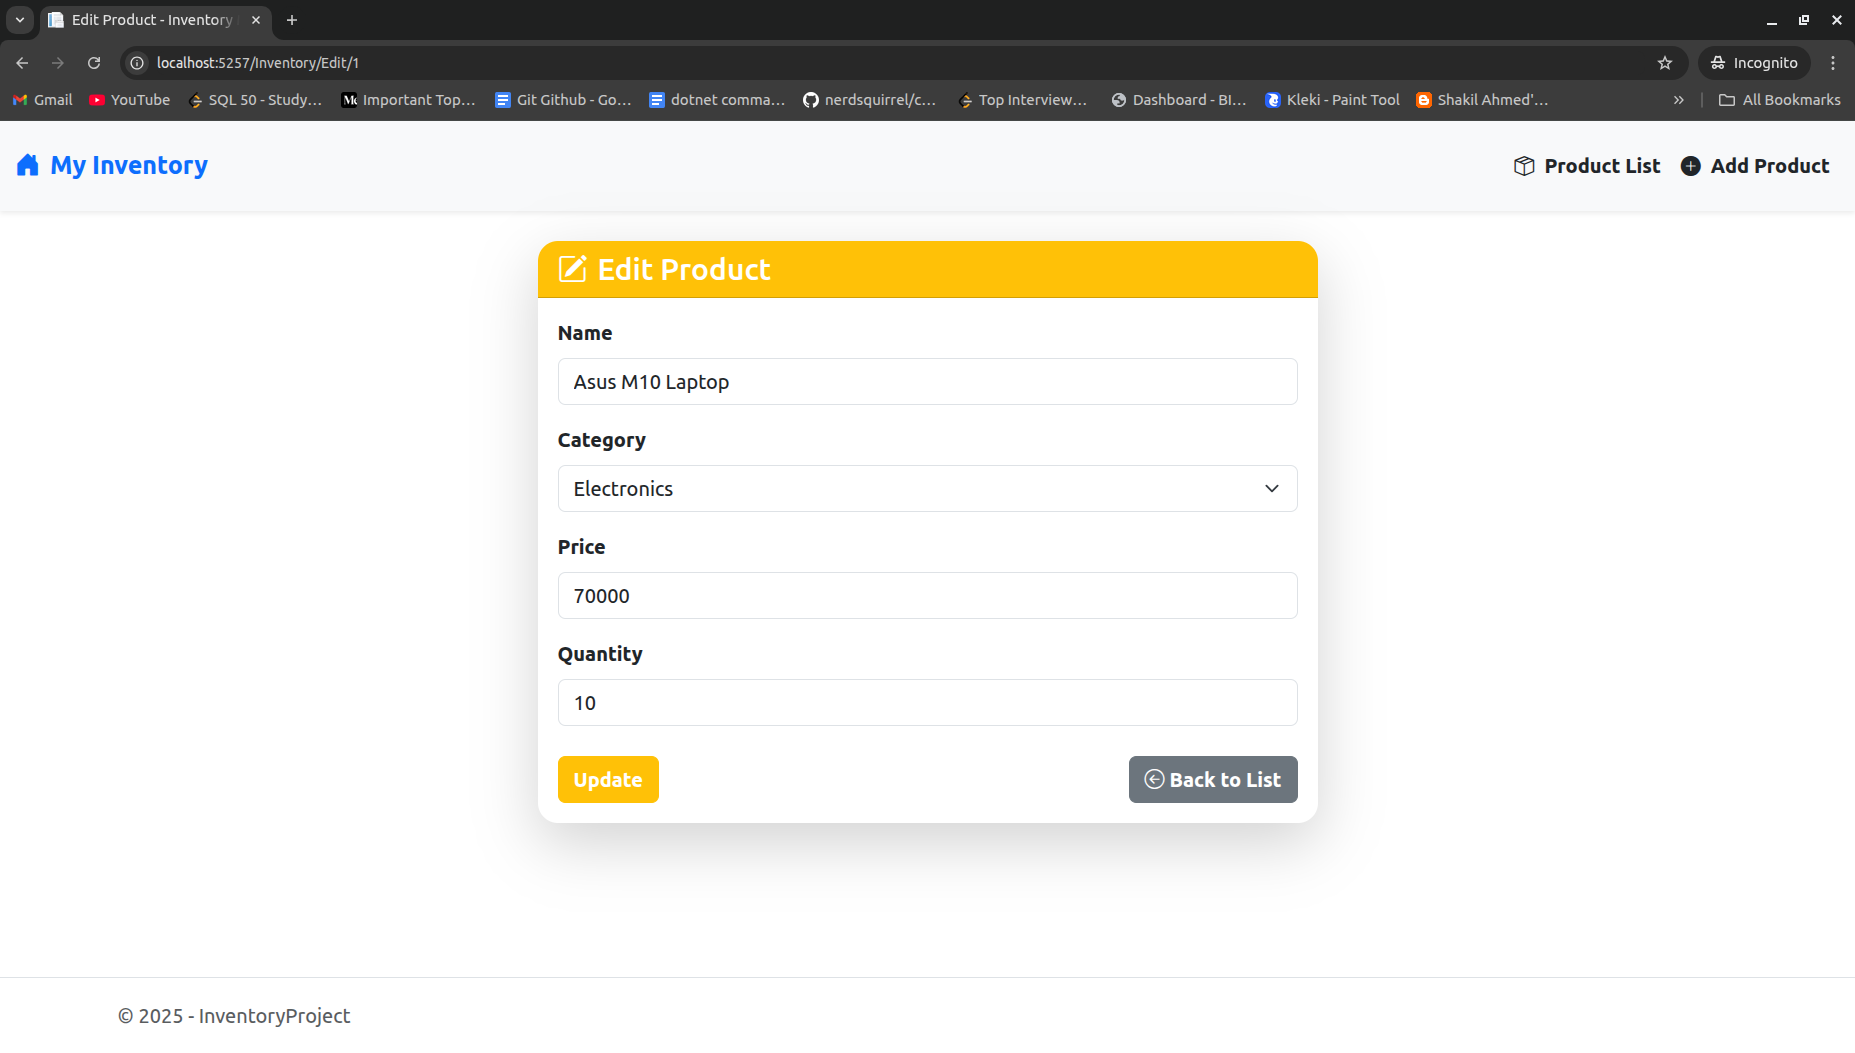 Edit Product - Inventory
localhost:5257/Inventory/Edit/1
Incognito
Gmail YouTube SQL 50 - Study... Important Top... Git Github - Go... dotnet comma... nerdsquirrel/c... Top Interview... Dashboard - BI... Kleki - Paint Tool Shakil Ahmed'... All Bookmarks
My Inventory
Product List Add Product
Edit Product
Name
Asus M10 Laptop
Category
Electronics
Price
70000
Quantity
10
Update Back to List
© 2025 - InventoryProject